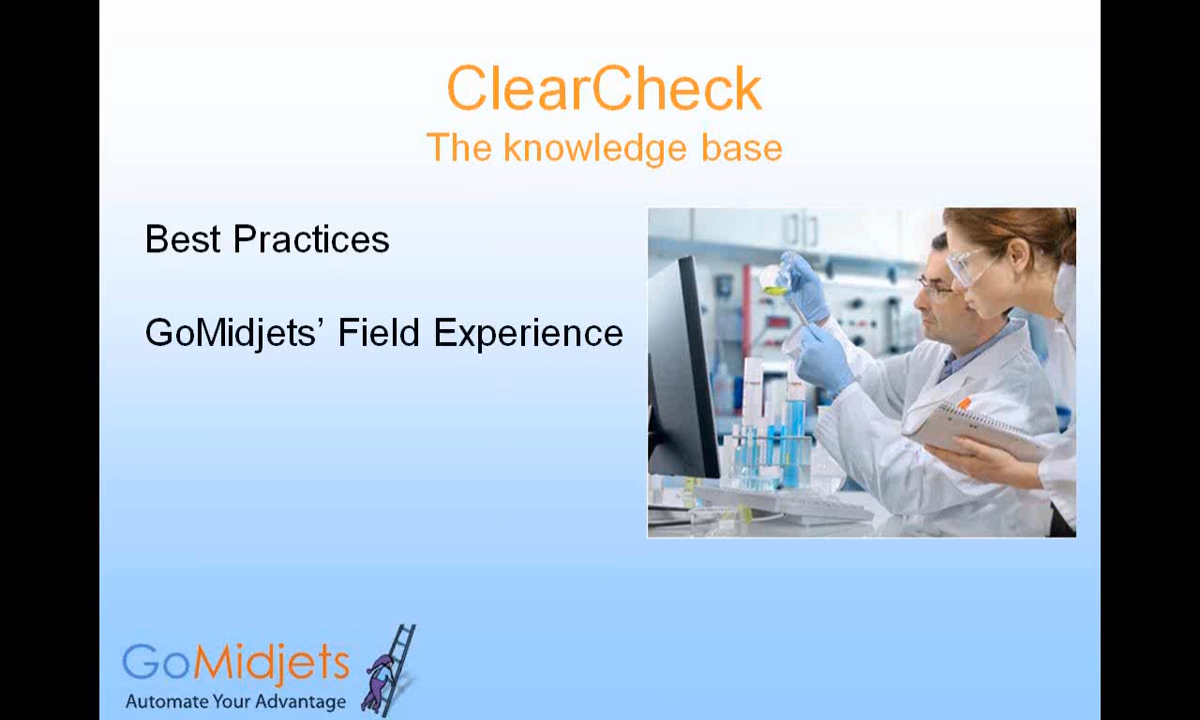 ClearCheck
The knowledge base
Best Practices
GoMidjets’ Field Experience
GoMidjets
Automate Your Advantage